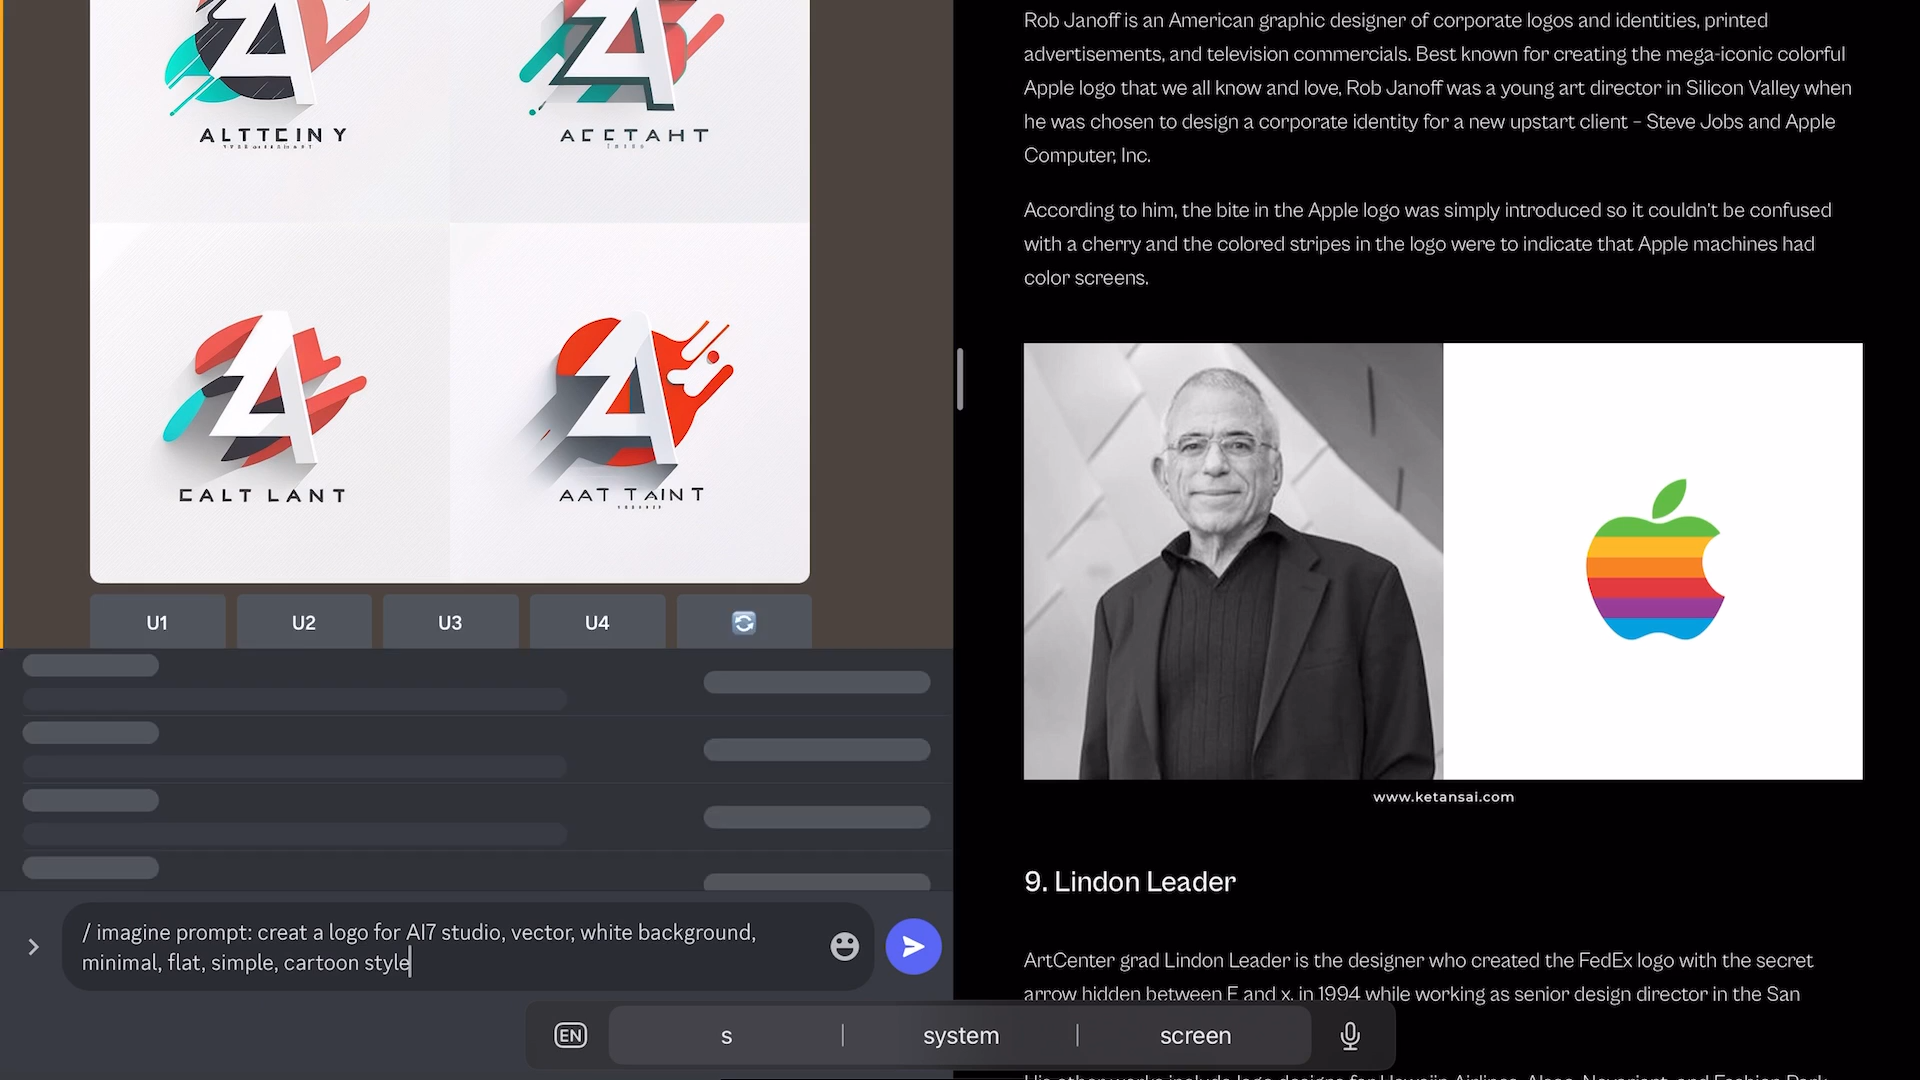 ALTTEINY
AEETAHT
EALT LANT
AAT TAINT
U1
U2
U3
U4
/ imagine prompt: creat a logo for AI7 studio, vector, white background,
minimal, flat, simple, cartoon style
EN
s
system
screen
Rob Janoff is an American graphic designer of corporate logos and identities, printed
advertisements, and television commercials. Best known for creating the mega-iconic colorful
Apple logo that we all know and love, Rob Janoff was a young art director in Silicon Valley when
he was chosen to design a corporate identity for a new upstart client – Steve Jobs and Apple
Computer, Inc.
According to him, the bite in the Apple logo was simply introduced so it couldn't be confused
with a cherry and the colored stripes in the logo were to indicate that Apple machines had
color screens.
www.ketansai.com
9. Lindon Leader
ArtCenter grad Lindon Leader is the designer who created the FedEx logo with the secret
arrow hidden between E and x, in 1994 while working as senior design director in the San